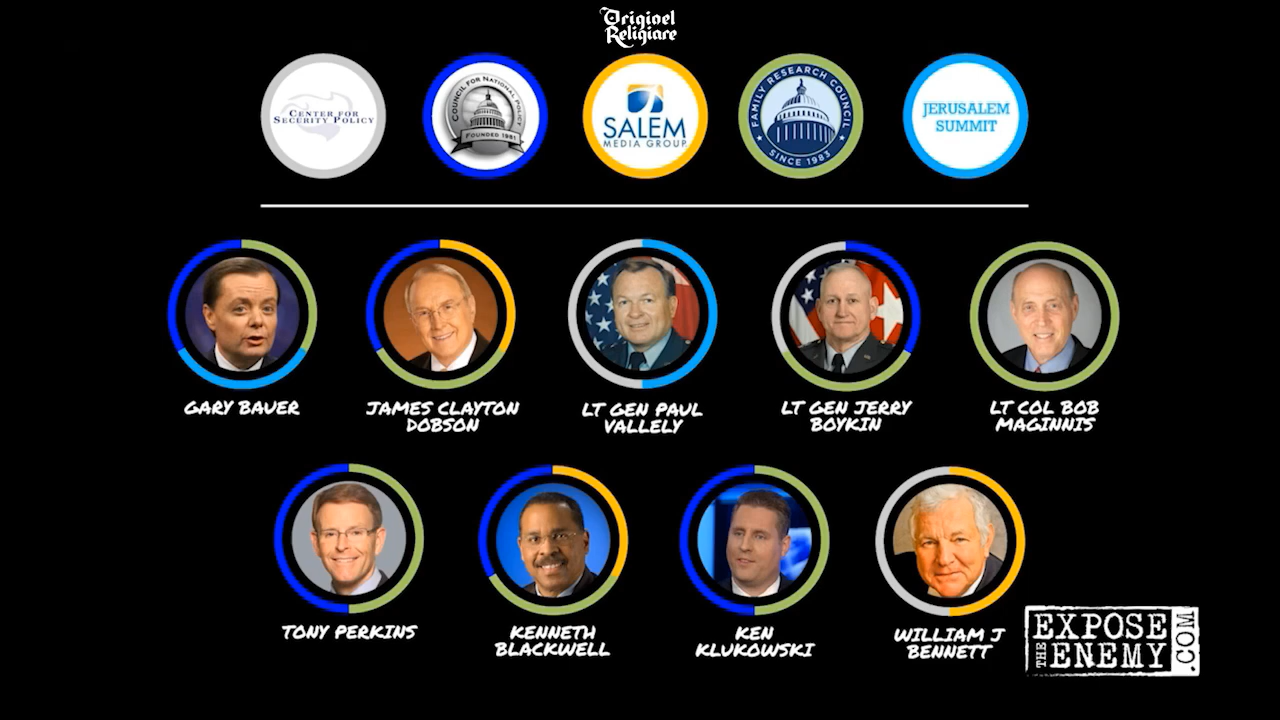 Originel
Religiare
CENTER FOR
SECURITY POLICY
COUNCIL FOR NATIONAL POLICY
FOUNDED 1981
SALEM
MEDIA GROUP
FAMILY RESEARCH COUNCIL
SINCE 1983
JERUSALEM
SUMMIT
GARY BAUER
JAMES CLAYTON
DOBSON
LT GEN PAUL
VALLELY
LT GEN JERRY
BOYKIN
LT COL BOB
MAGINNIS
TONY PERKINS
KENNETH
BLACKWELL
KEN
KLUKOWSKI
WILLIAM J
BENNETT
EXPOSE
THE ENEMY
.COM